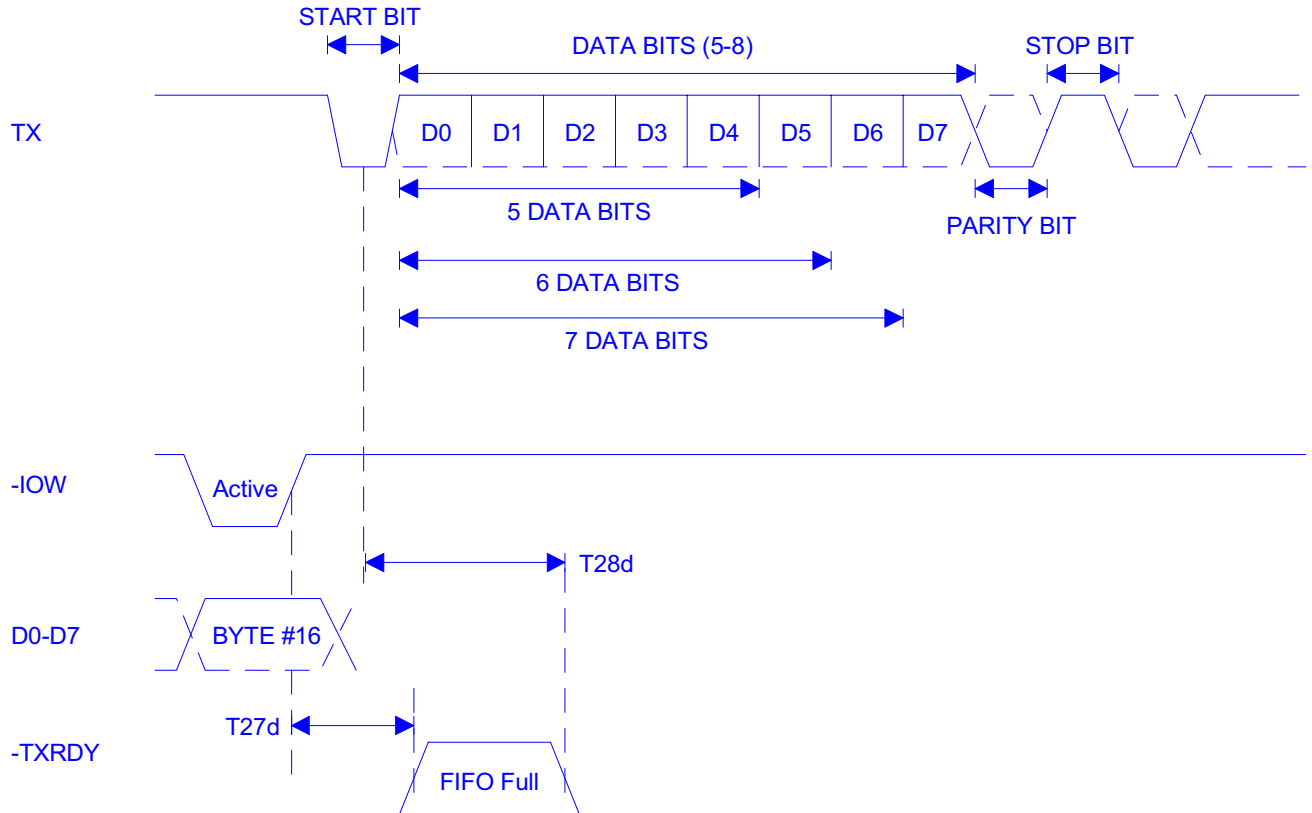 START BIT
DATA BITS (5-8)
STOP BIT
TX
D0 D1 D2 D3 D4 D5 D6 D7
5 DATA BITS
PARITY BIT
6 DATA BITS
7 DATA BITS
-IOW
Active
T28d
D0-D7
BYTE #16
T27d
-TXRDY
FIFO Full